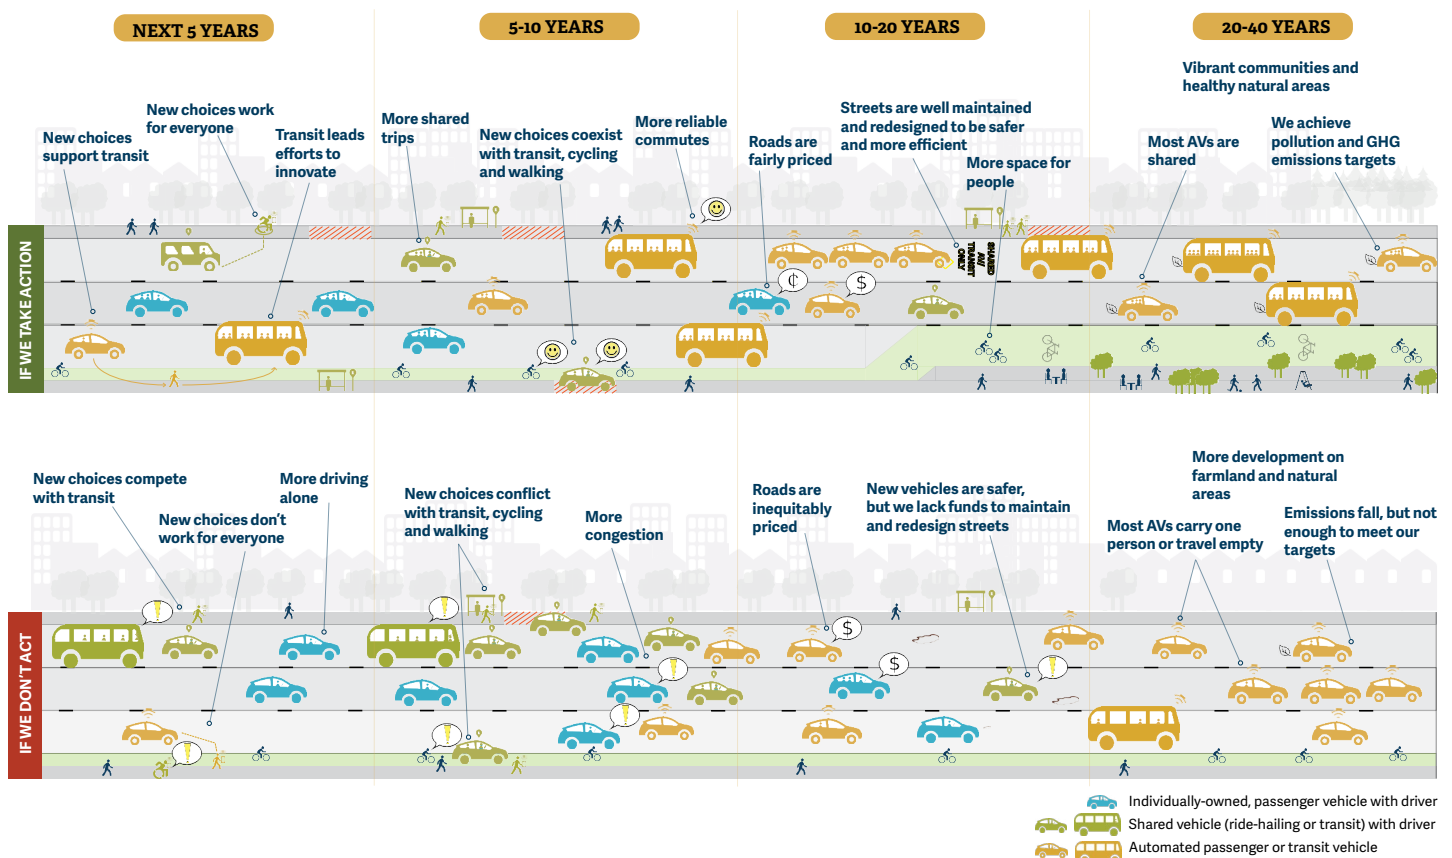 NEXT 5 YEARS
5-10 YEARS
10-20 YEARS
20-40 YEARS
IF WE TAKE ACTION
New choices
support transit
New choices work
for everyone
Transit leads
efforts to
innovate
More shared
trips
New choices coexist
with transit, cycling
and walking
More reliable
commutes
Roads are
fairly priced
Streets are well maintained
and redesigned to be safer
and more efficient
More space for
people
Vibrant communities and
healthy natural areas
Most AVs are
shared
We achieve
pollution and GHG
emissions targets
¢
$
SHARED
AV/
TRANSIT
ONLY
IF WE DON'T ACT
New choices compete
with transit
New choices don't
work for everyone
More driving
alone
New choices conflict
with transit, cycling
and walking
More
congestion
Roads are
inequitably
priced
New vehicles are safer,
but we lack funds to maintain
and redesign streets
More development on
farmland and natural
areas
Most AVs carry one
person or travel empty
Emissions fall, but not
enough to meet our
targets
!
!
!
!
!
!
!
$
$
Individually-owned, passenger vehicle with driver
Shared vehicle (ride-hailing or transit) with driver
Automated passenger or transit vehicle